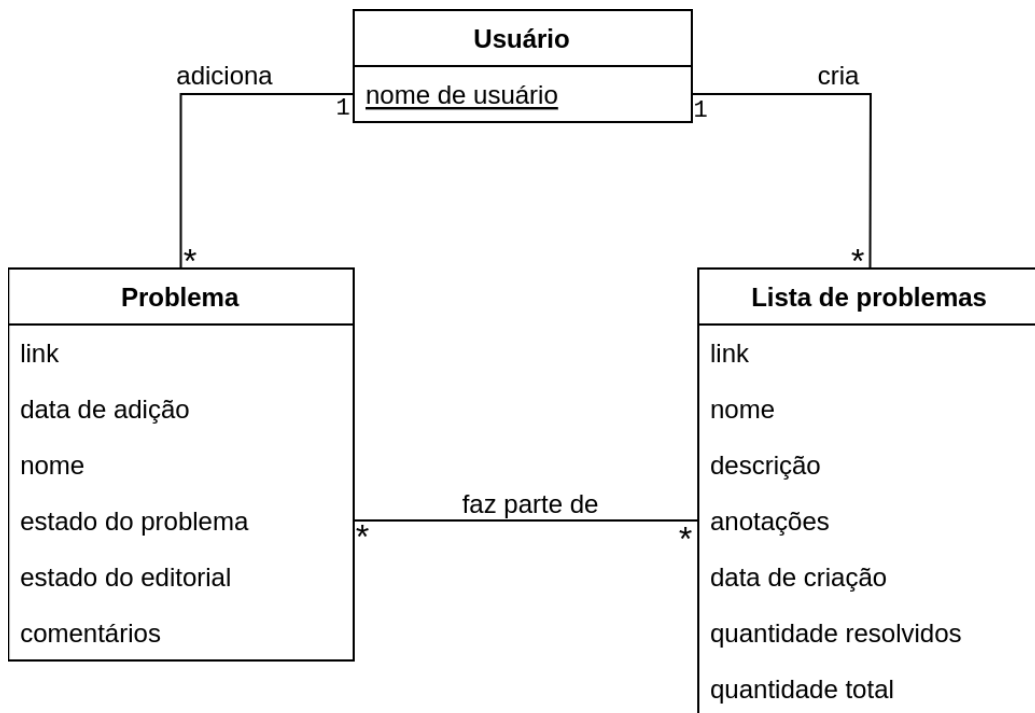 Usuário
adiciona
cria
nome de usuário
1
1
*
*
Problema
Lista de problemas
link
data de adição
nome
estado do problema
estado do editorial
comentários
faz parte de
*
*
link
nome
descrição
anotações
data de criação
quantidade resolvidos
quantidade total